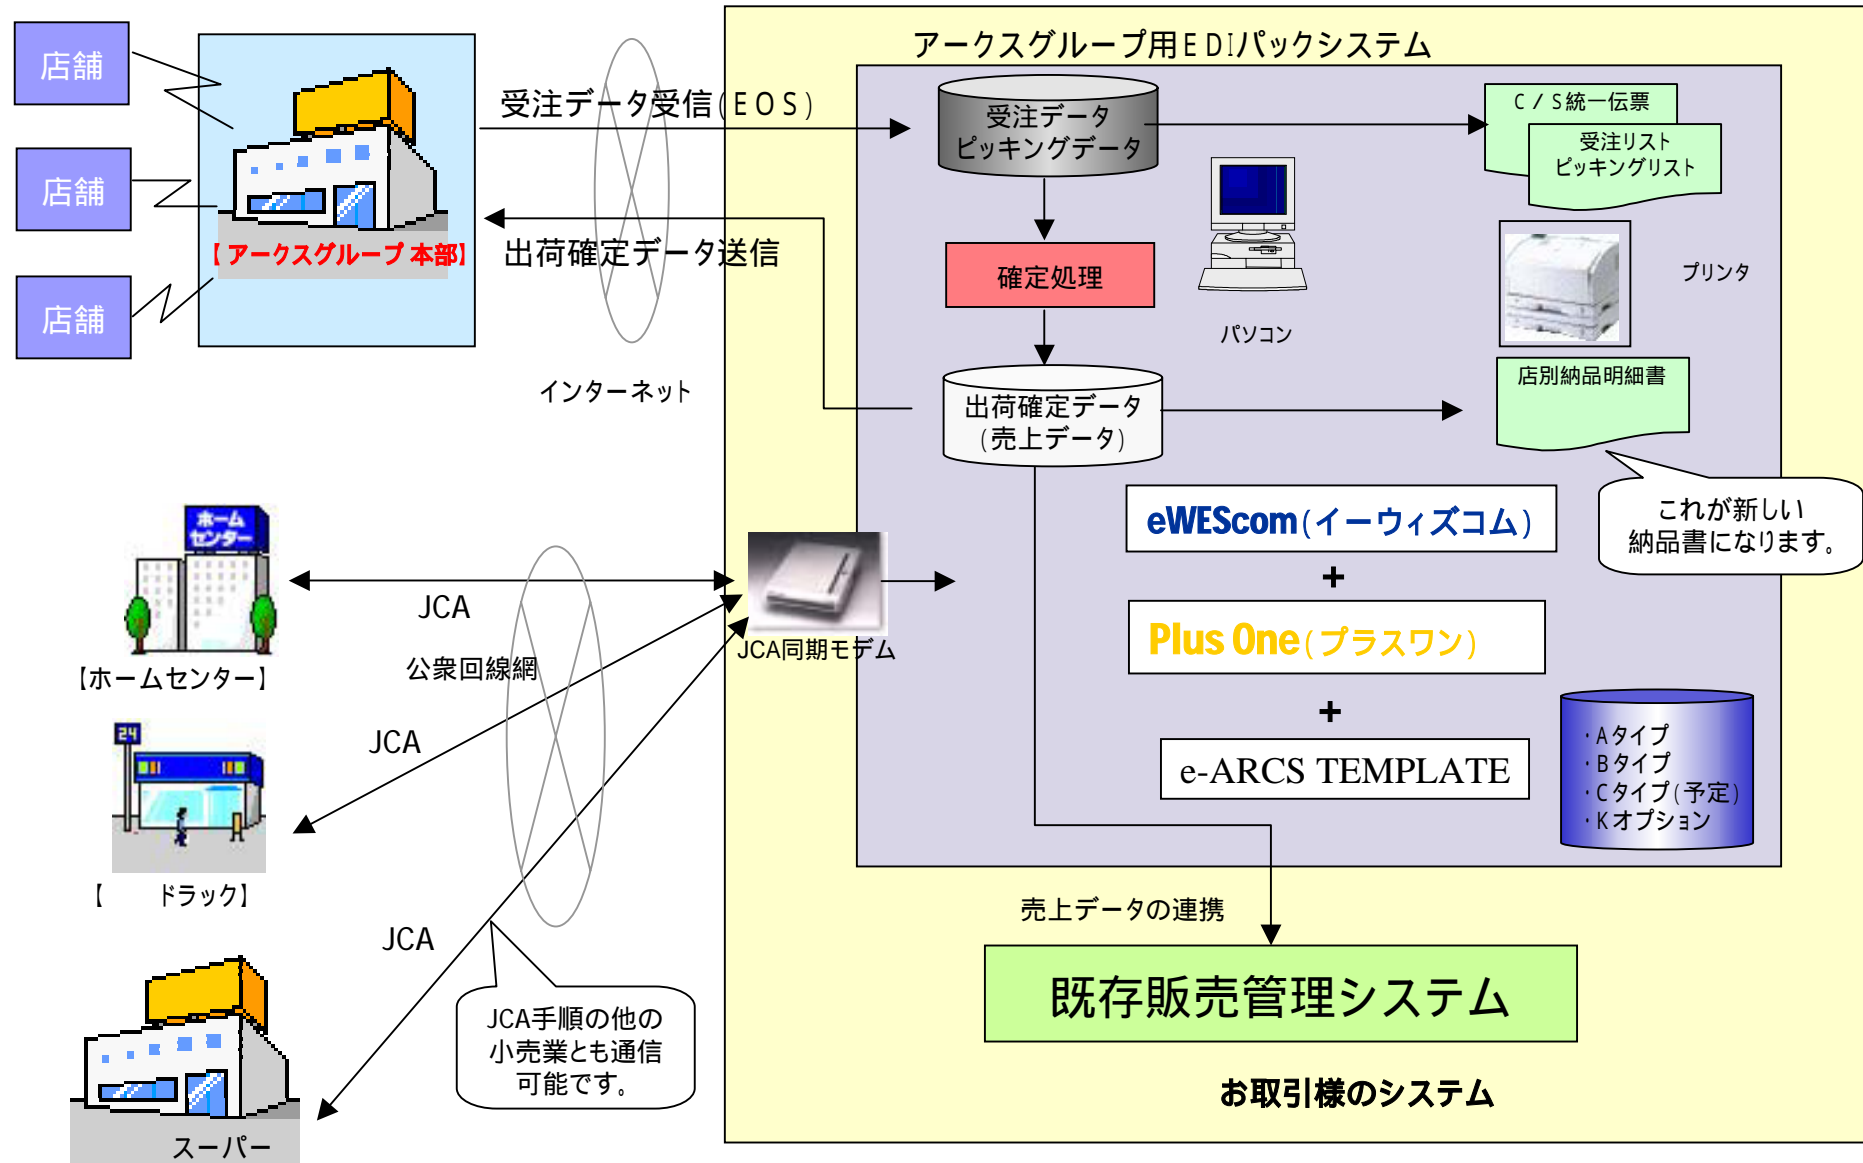 アークスグループ用EDIパックシステム
店舗
店舗
店舗
【アークスグループ 本部】
受注データ受信(EOS)
出荷確定データ送信
インターネット
受注データ
ピッキングデータ
C/S統一伝票
受注リスト
ピッキングリスト
確定処理
パソコン
プリンタ
出荷確定データ
(売上データ)
店別納品明細書
これが新しい
納品書になります。
eWEScom(イーウィズコム)
+
Plus One(プラスワン)
+
e-ARCS TEMPLATE
・Aタイプ
・Bタイプ
・Cタイプ(予定)
・Kオプション
ホーム
センター
【ホームセンター】
JCA
公衆回線網
JCA同期モデム
24
JCA
【　　ドラック】
JCA
JCA手順の他の
小売業とも通信
可能です。
スーパー
売上データの連携
既存販売管理システム
お取引様のシステム